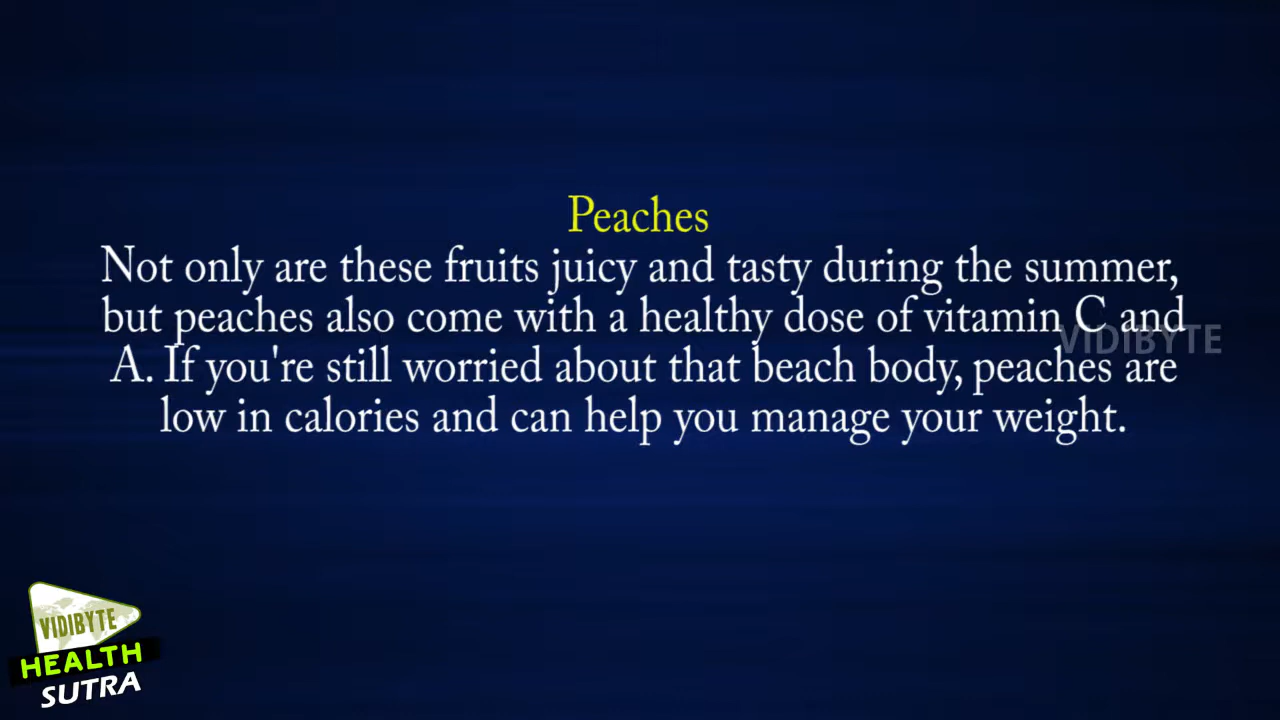 Peaches
Not only are these fruits juicy and tasty during the summer,
but peaches also come with a healthy dose of vitamin C and
A. If you're still worried about that beach body, peaches are
low in calories and can help you manage your weight.
VIDIBYTE
VIDIBYTE
HEALTH
SUTRA